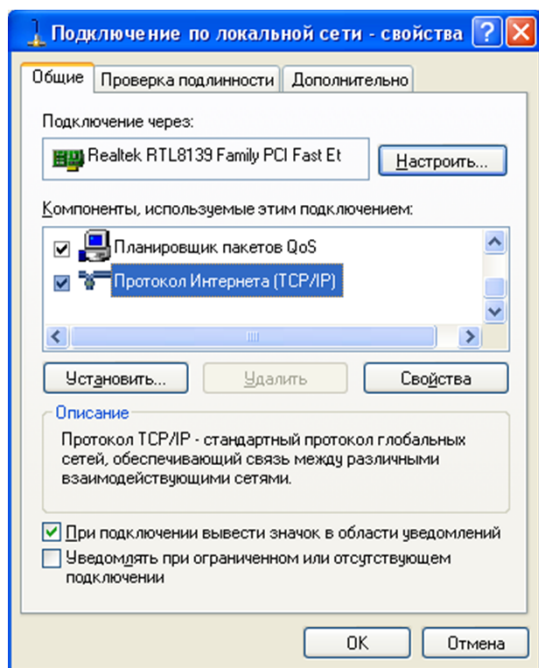 Подключение по локальной сети - свойства
Общие Проверка подлинности Дополнительно
Подключение через:
Realtek RTL8139 Family PCI Fast Et Настроить...
Компоненты, используемые этим подключением:
Планировщик пакетов QoS
Протокол Интернета (TCP/IP)
Установить... Удалить Свойства
Описание
Протокол TCP/IP - стандартный протокол глобальных
сетей, обеспечивающий связь между различными
взаимодействующими сетями.
При подключении вывести значок в области уведомлений
Уведомлять при ограниченном или отсутствующем
подключении
OK Отмена